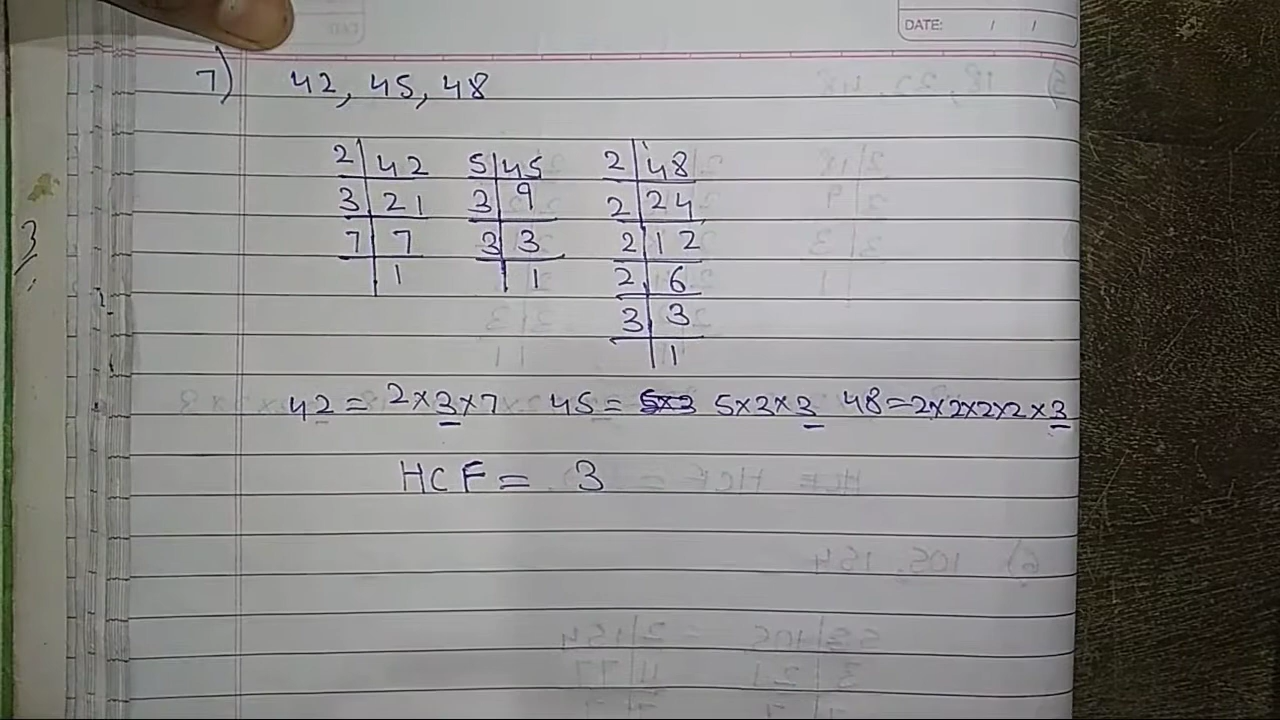 DATE: / /
7) 42, 45, 48
2 42 5 45 2 48
3 21 3 9 2 24
7 7 3 3 2 12
1 1 2 6
3 3
1
42 = 2×3×7 45 = 5×3 5×3×3 48=2×2×2×2×3
HCF = 3